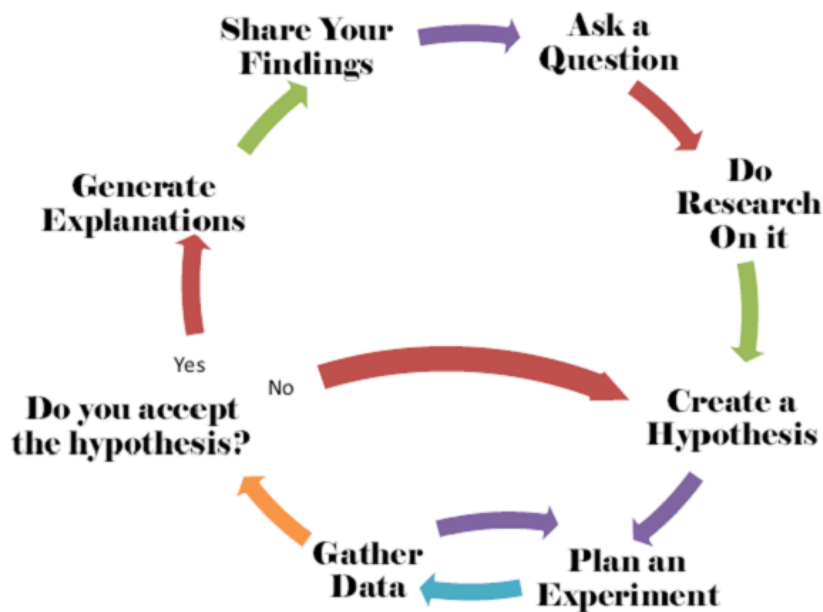 Share Your
Findings
Ask a
Question
Do
Research
On it
Create a
Hypothesis
Plan an
Experiment
Gather
Data
Do you accept
the hypothesis?
Yes
No
Generate
Explanations